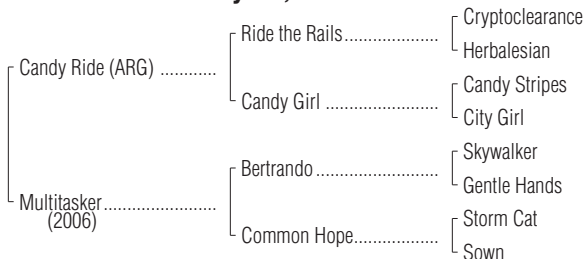 Cryptoclearance
Ride the Rails
Herbalesian
Candy Ride (ARG)
Candy Stripes
Candy Girl
City Girl
Skywalker
Bertrando
Gentle Hands
Multitasker
(2006)
Storm Cat
Common Hope
Sown